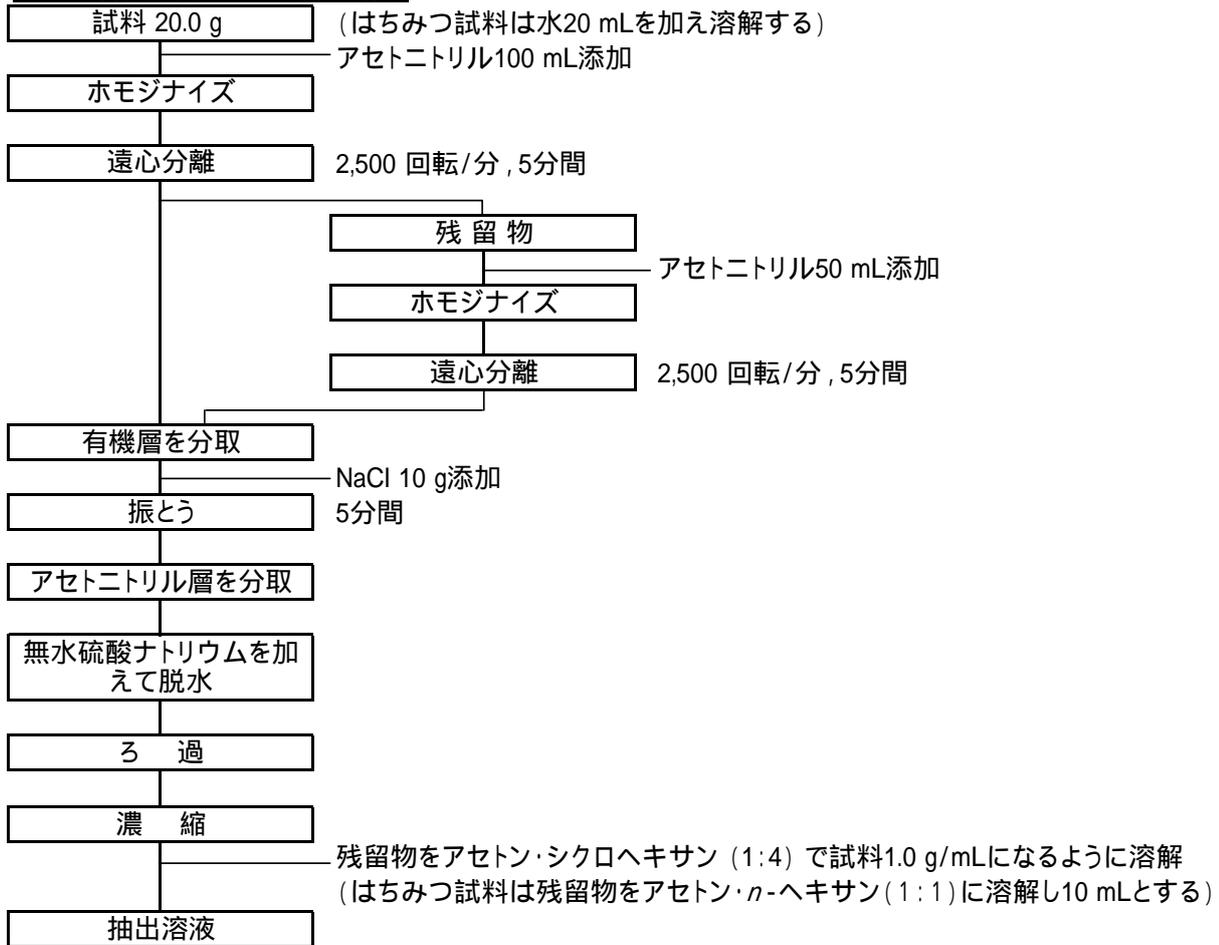 試料 20.0 g
(はちみつ試料は水20 mLを加え溶解する)
アセトニトリル100 mL添加
ホモジナイズ
遠心分離
2,500 回転/分,5分間
残 留 物
アセトニトリル50 mL添加
ホモジナイズ
遠心分離
2,500 回転/分,5分間
有機層を分取
NaCl 10 g添加
振とう
5分間
アセトニトリル層を分取
無水硫酸ナトリウムを加
えて脱水
ろ 過
濃 縮
残留物をアセトン・シクロヘキサン (1:4) で試料1.0 g/mLになるように溶解
(はちみつ試料は残留物をアセトン・n-ヘキサン(1:1)に溶解し10 mLとする)
抽出溶液